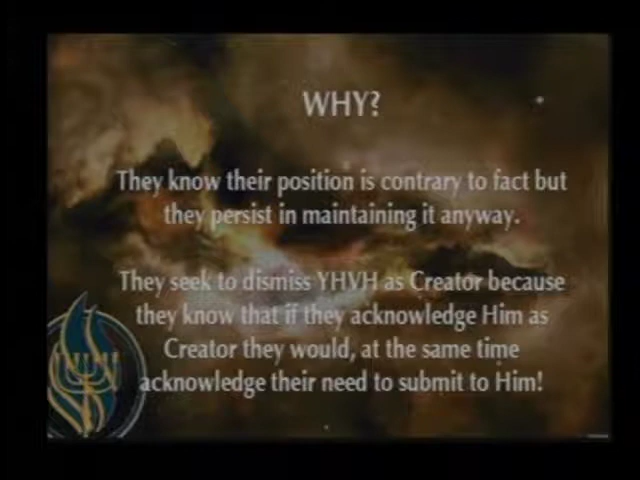 WHY?
They know their position is contrary to fact but
they persist in maintaining it anyway.
They seek to dismiss YHVH as Creator because
they know that if they acknowledge Him as
Creator they would, at the same time
acknowledge their need to submit to Him!